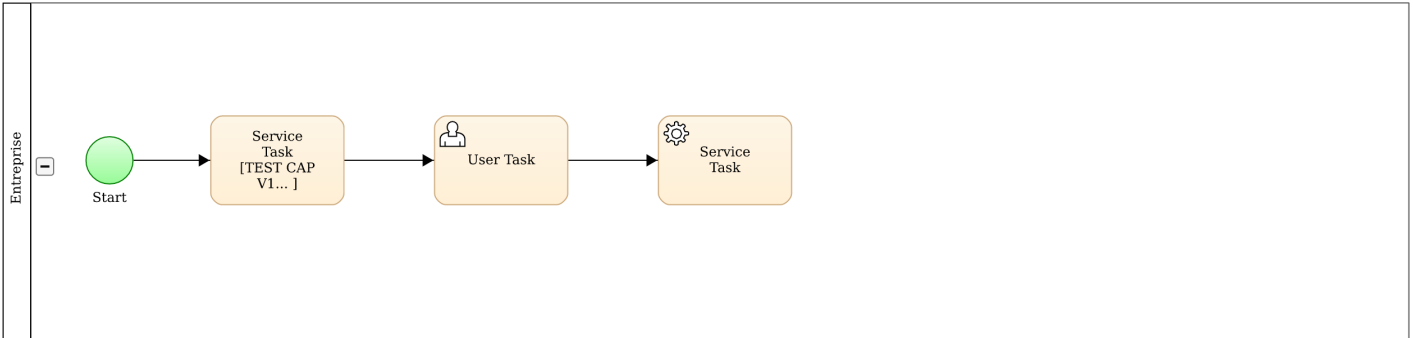 Entreprise
Start
Service
Task
[TEST CAP
V1... ]
User Task
Service
Task